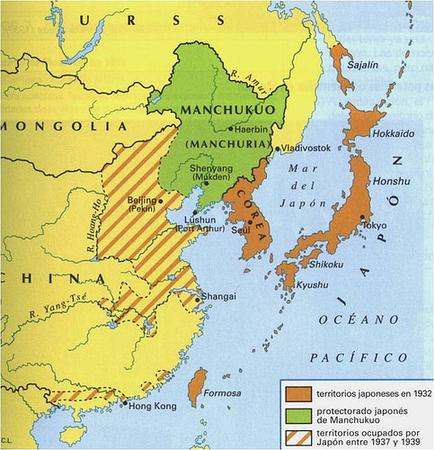 U R S S
R. Amur
Sajalín
MONGOLIA
MANCHUKUO
Haerbin
(MANCHURIA)
Hokkaido
Vladivostok
Shenyang
(Mukden)
Mar
del
Japón
Honshu
Beijing
(Pekín)
R. Hoang-Ho
Lushun
(Port Arthur)
COREA
Seúl
Tokyo
JAPÓN
CHINA
Shikoku
Kyushu
R. Yang-Tsé
Shangai
OCÉANO
PACÍFICO
Formosa
Hong Kong
territorios japoneses en 1932
protectorado japonés
de Manchukuo
territorios ocupados por
Japón entre 1937 y 1939
C.L.